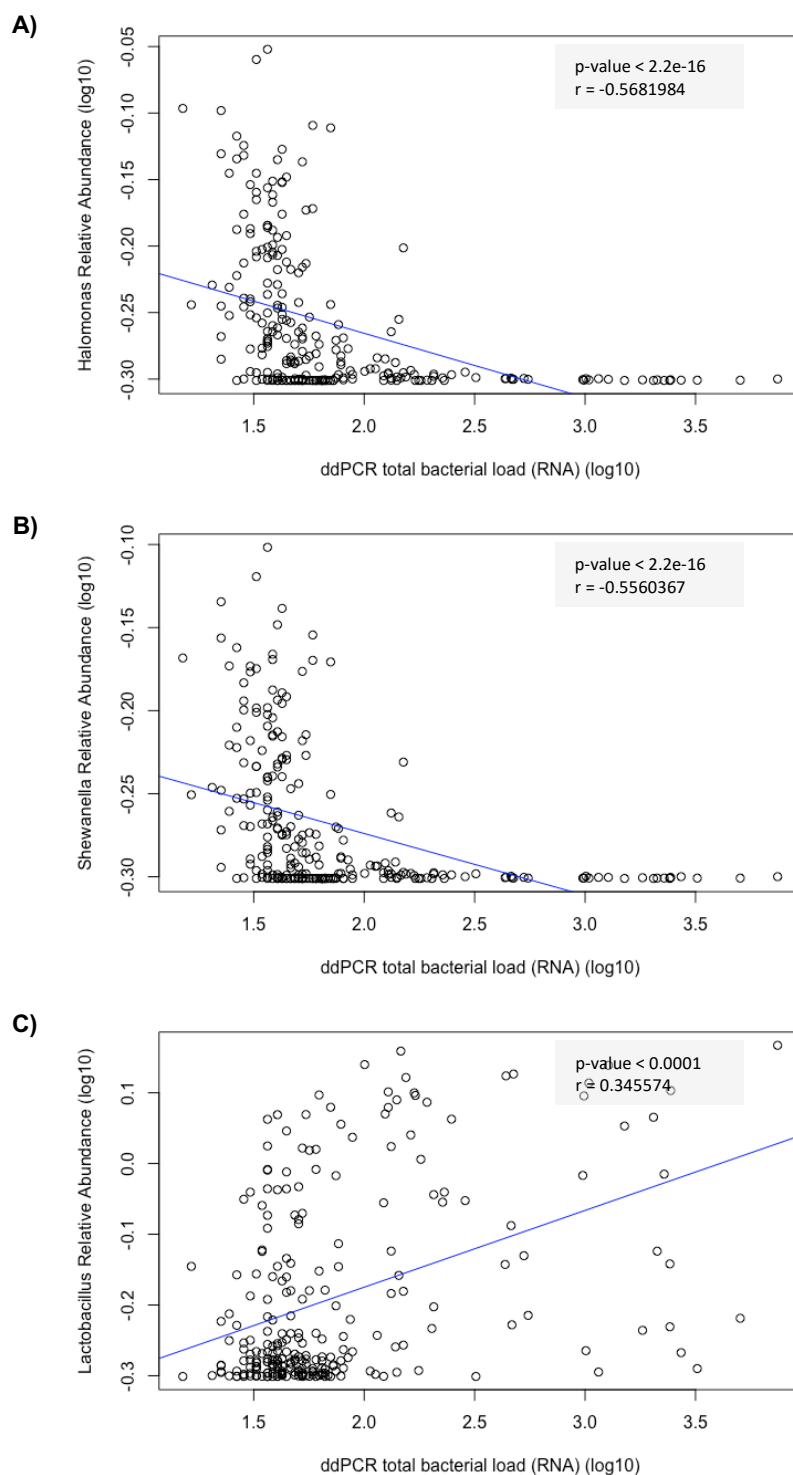 A)
p-value < 2.2e-16
r = -0.5681984
Halomonas Relative Abundance (log10)
-0.05
-0.10
-0.15
-0.20
-0.25
-0.30
1.5 2.0 2.5 3.0 3.5
ddPCR total bacterial load (RNA) (log10)
B)
p-value < 2.2e-16
r = -0.5560367
Shewanella Relative Abundance (log10)
-0.10
-0.15
-0.20
-0.25
-0.30
1.5 2.0 2.5 3.0 3.5
ddPCR total bacterial load (RNA) (log10)
C)
p-value < 0.0001
r = 0.345574
Lactobacillus Relative Abundance (log10)
0.1
0.0
-0.1
-0.2
-0.3
1.5 2.0 2.5 3.0 3.5
ddPCR total bacterial load (RNA) (log10)